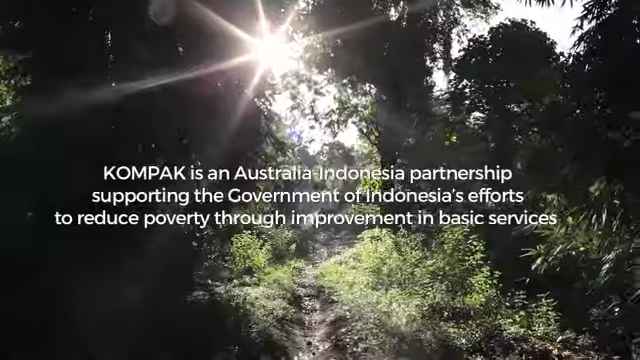 KOMPAK is an Australia-Indonesia partnership
supporting the Government of Indonesia's efforts
to reduce poverty through improvement in basic services